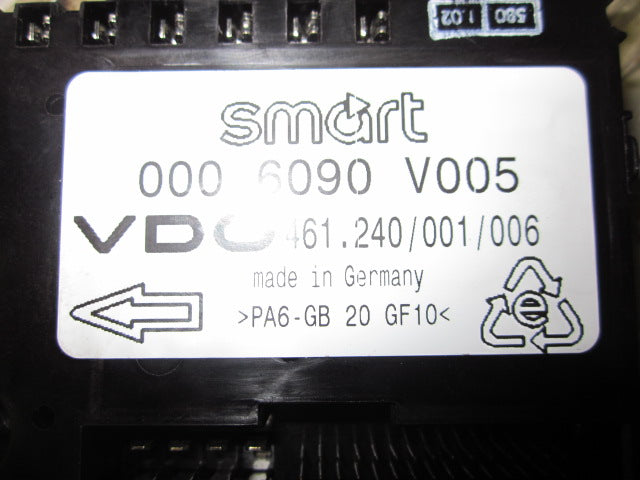 580 1.02
smart
000 6090 V005
VDO 461.240/001/006
made in Germany
>PA6-GB 20 GF10<
e